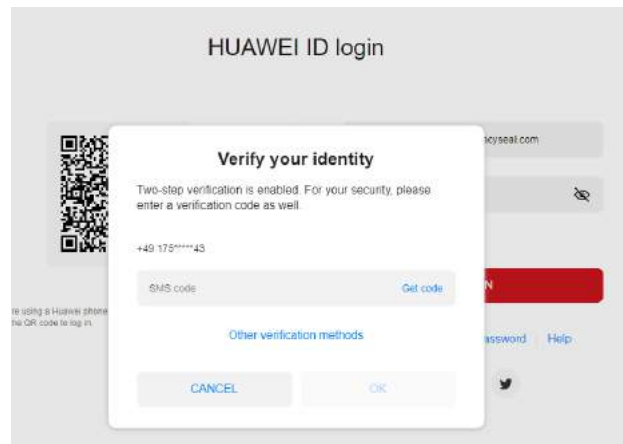 HUAWEI ID login
Verify your identity
Two-step verification is enabled. For your security, please
enter a verification code as well.
+49 175*****43
SMS code
Get code
Other verification methods
CANCEL
OK
cyseal.com
N
re using a Huawei phone
he QR code to log in.
assword
Help